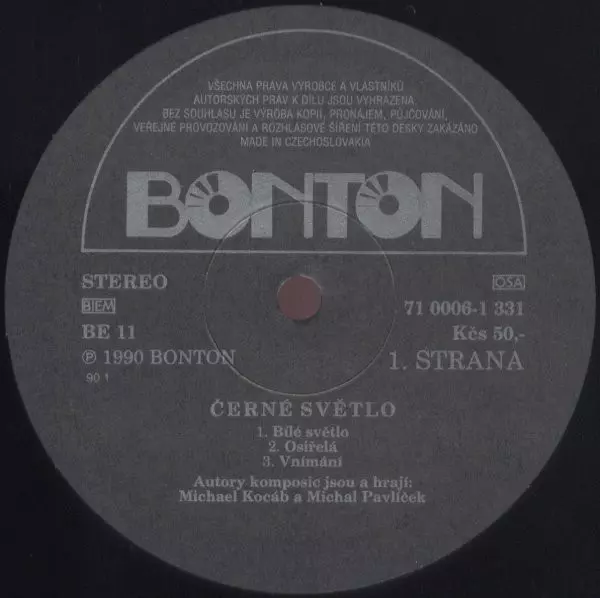 VŠECHNA PRÁVA VÝROBCE A VLASTNÍKŮ
AUTORSKÝCH PRÁV K DÍLU JSOU VYHRAZENA.
BEZ SOUHLASU JE VÝROBA KOPIÍ, PRONÁJEM, PŮJČOVÁNÍ,
VEŘEJNÉ PROVOZOVÁNÍ A ROZHLASOVÉ ŠÍŘENÍ TÉTO DESKY ZAKÁZÁNO
MADE IN CZECHOSLOVAKIA
BONTON
STEREO OSA
BIEM 71 0006-1 331
BE 11 Kčs 50,-
Ⓟ 1990 BONTON 1. STRANA
90 1
ČERNÉ SVĚTLO
1. Bílé světlo
2. Osiřelá
3. Vnímání
Autory kompozic jsou a hrají:
Michael Kocáb a Michal Pavlíček